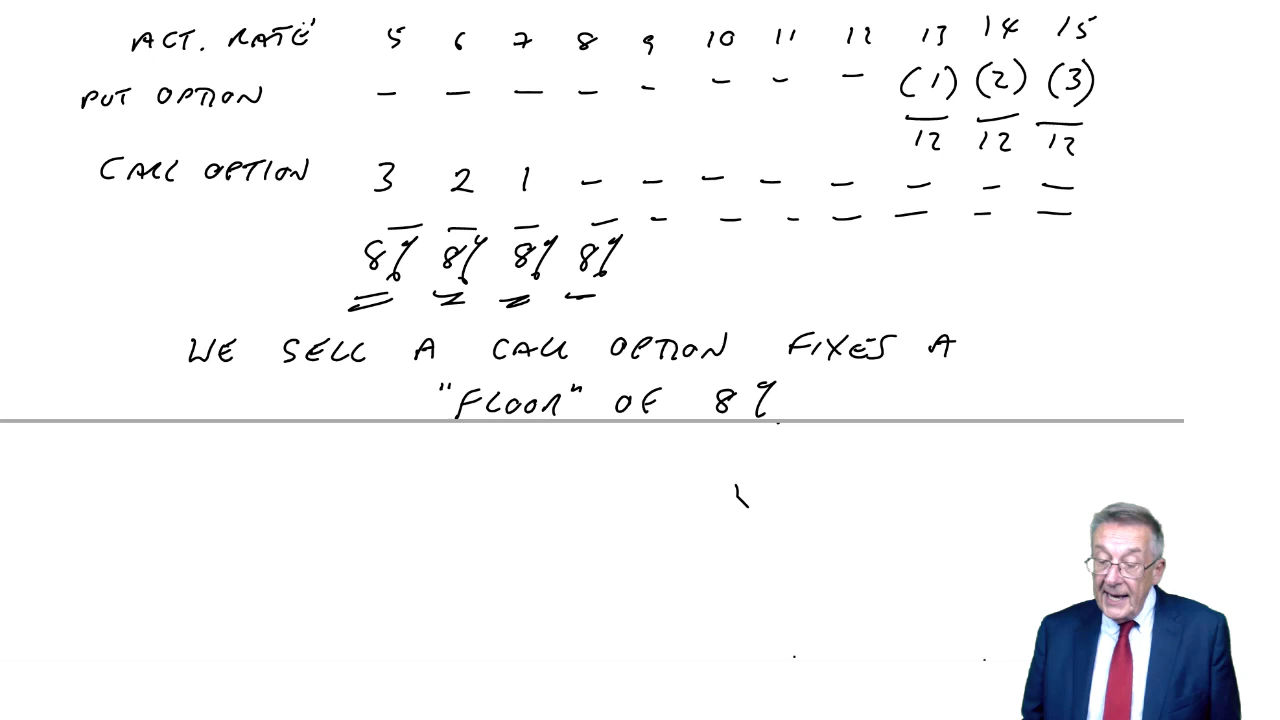 ACT. RATE" 5 6 7 8 9 10 11 12 13 14 15
PUT OPTION - - - - - - - - (1) (2) (3)
12 12 12
CALL OPTION 3 2 1 - - - - - - - -
- - - - - - - -
8% 8% 8% 8%
WE SELL A CALL OPTION FIXES A
"FLOOR" OF 8%